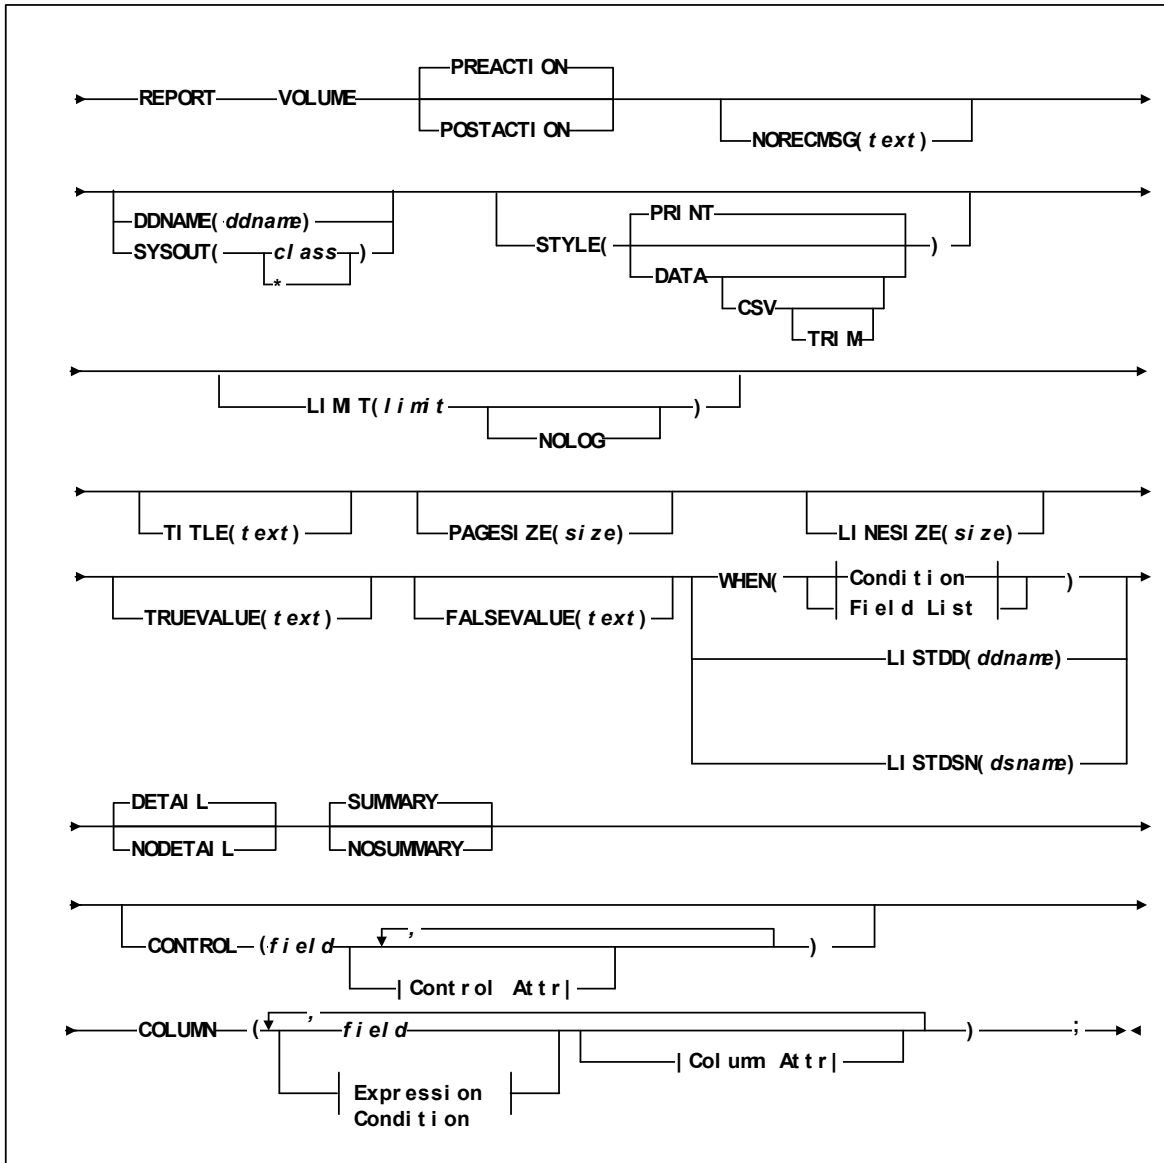 PREACTION
REPORT VOLUME
POSTACTION
NORECMSG(text)
DDNAME(ddname)
SYSOUT( class )
*
PRINT
STYLE( )
DATA
CSV
TRIM
LIMIT(limit )
NOLOG
TITLE(text) PAGESIZE(size) LINESIZE(size)
TRUEVALUE(text) FALSEVALUE(text) WHEN( Condition )
Field List
LISTDD(ddname)
LISTDSN(dsname)
DETAIL SUMMARY
NODETAIL NOSUMMARY
CONTROL (field , )
|Control Attr|
COLUMN ( , field ) ;
|Column Attr|
Expression
Condition